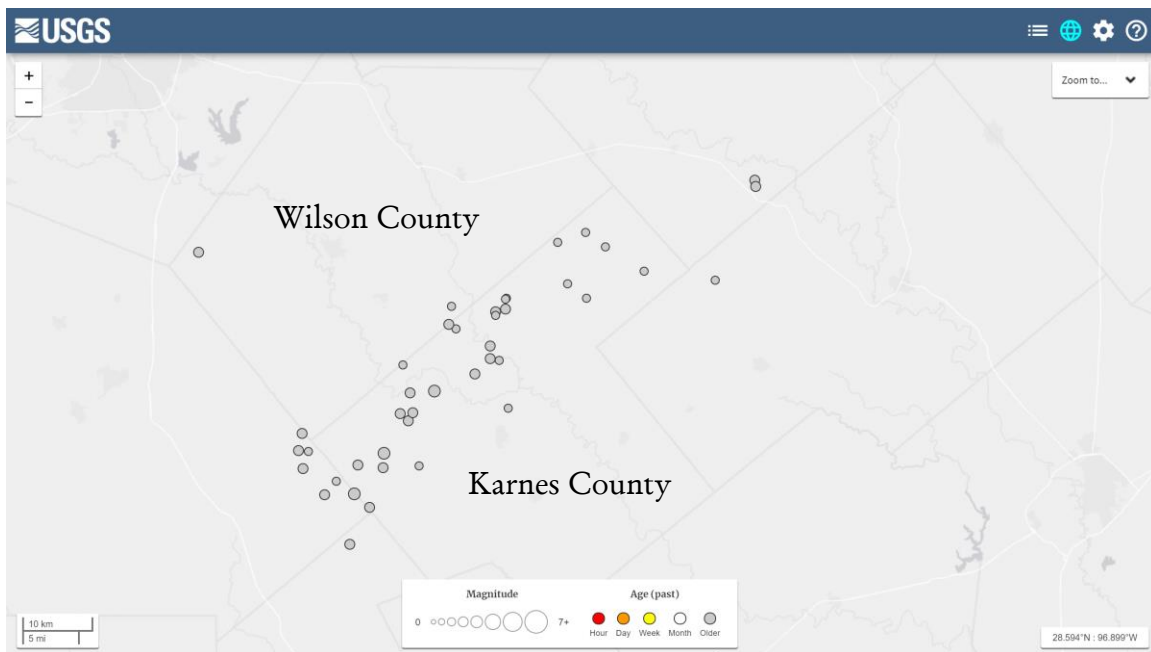 USGS
+
−
Zoom to...
Wilson County
Karnes County
Magnitude
0 7+
Age (past)
Hour Day Week Month Older
10 km
5 mi
28.594°N : 96.899°W